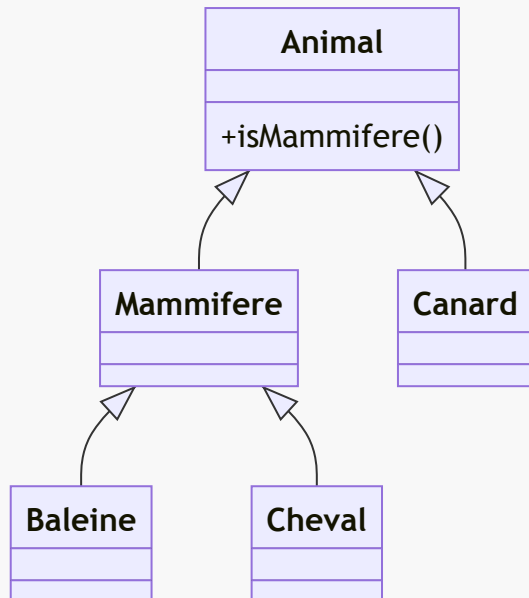 Animal
+isMammifere()
Mammifere
Canard
Baleine
Cheval